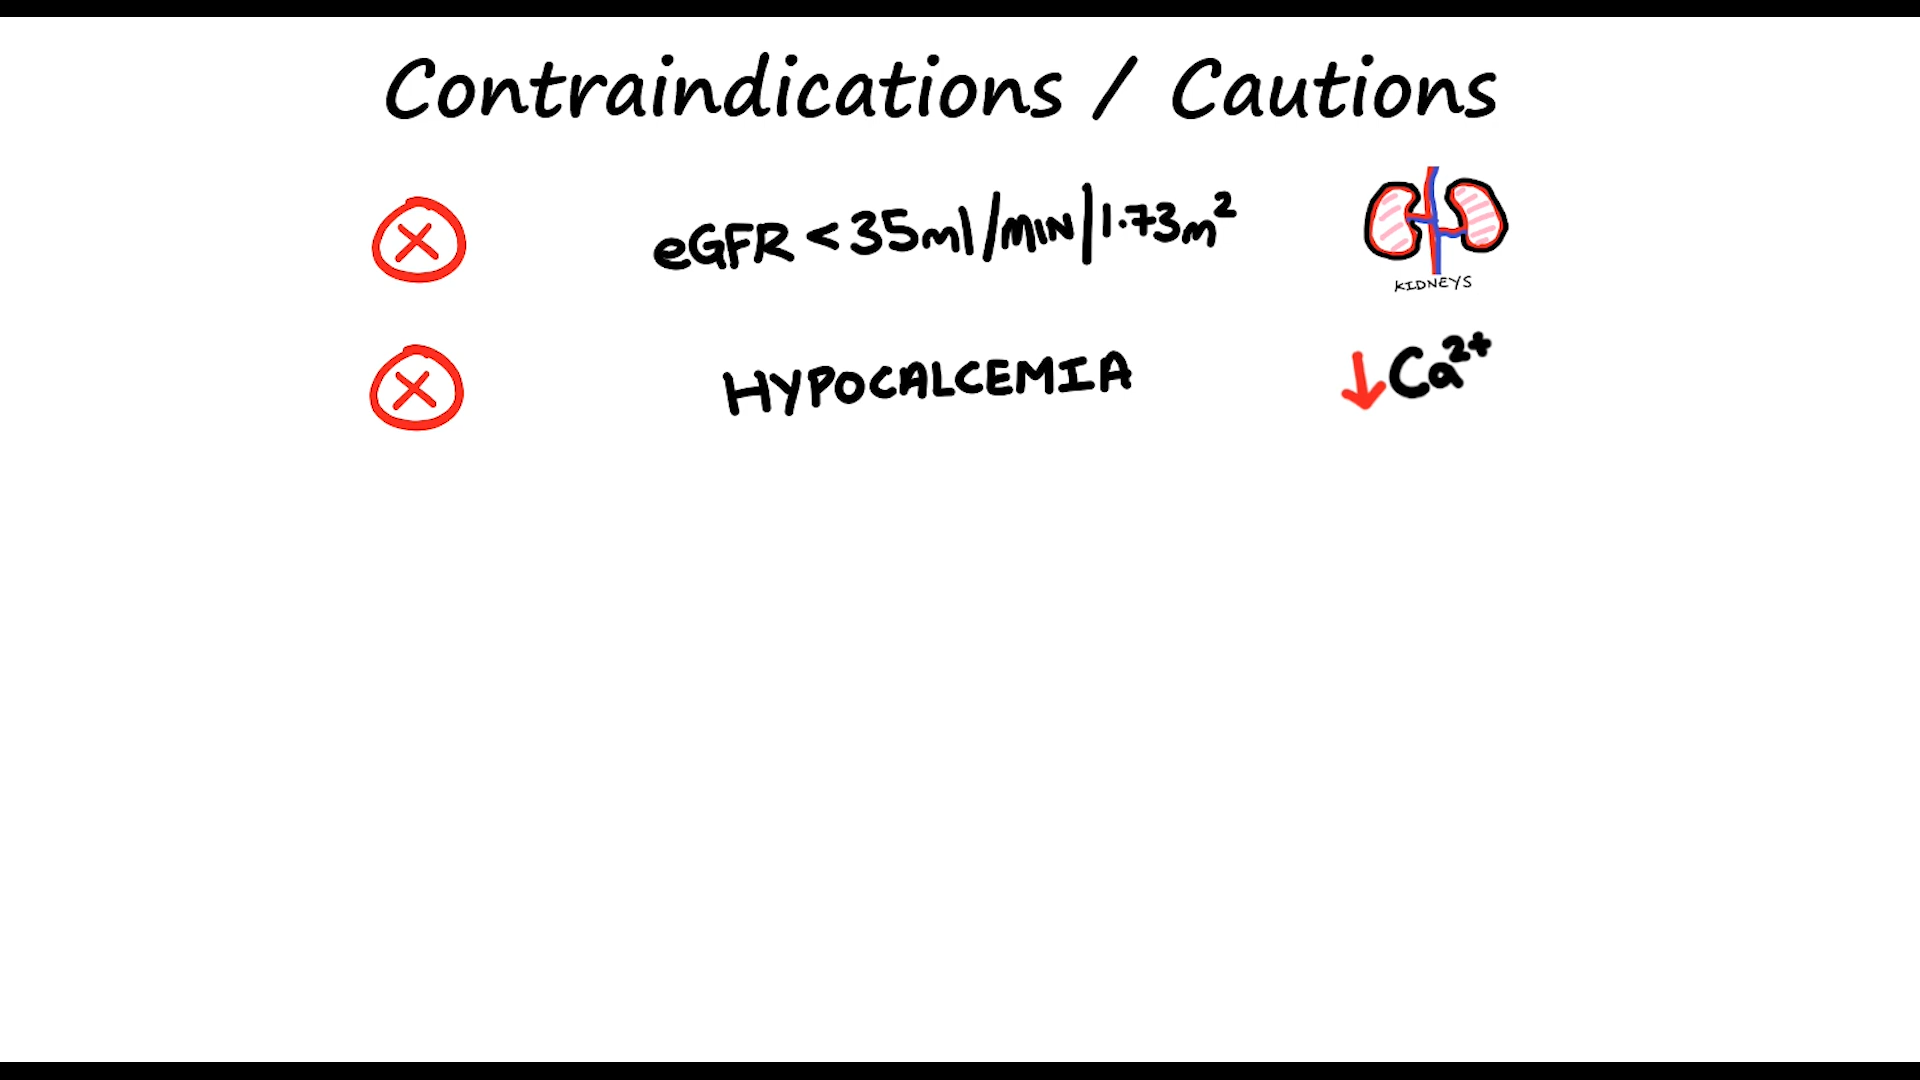 Contraindications / Cautions
eGFR < 35ml/MIN/1.73m²
KIDNEYS
HYPOCALCEMIA
↓Ca²⁺